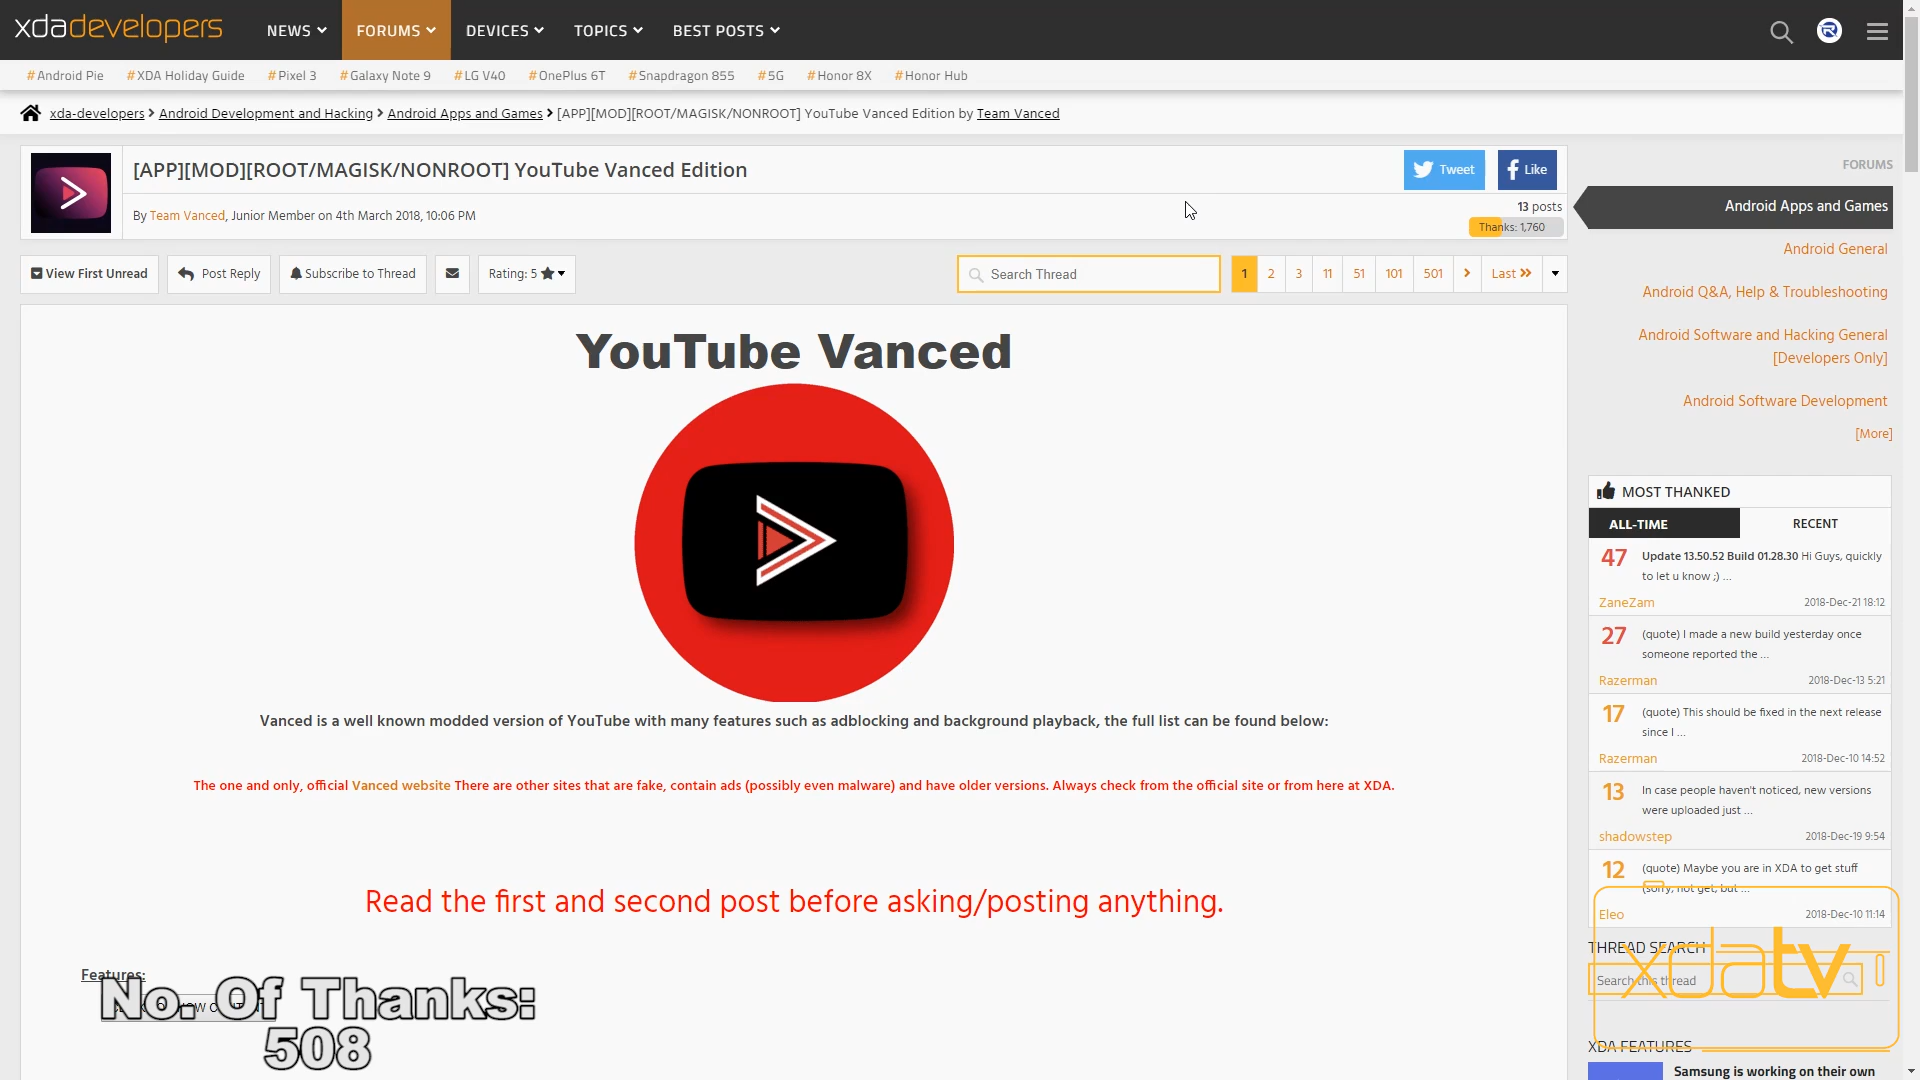 xdadevelopers
NEWS
FORUMS
DEVICES
TOPICS
BEST POSTS
#Android Pie
#XDA Holiday Guide
#Pixel 3
#Galaxy Note 9
#LG V40
#OnePlus 6T
#Snapdragon 855
#5G
#Honor 8X
#Honor Hub
xda-developers > Android Development and Hacking > Android Apps and Games > [APP][MOD][ROOT/MAGISK/NONROOT] YouTube Vanced Edition by Team Vanced
[APP][MOD][ROOT/MAGISK/NONROOT] YouTube Vanced Edition
Tweet
Like
By Team Vanced, Junior Member on 4th March 2018, 10:06 PM
13 posts
Thanks: 1,760
View First Unread
Post Reply
Subscribe to Thread
Rating: 5
Search Thread
1 2 3 11 51 101 501 > Last
YouTube Vanced
Vanced is a well known modded version of YouTube with many features such as adblocking and background playback, the full list can be found below:
The one and only, official Vanced website There are other sites that are fake, contain ads (possibly even malware) and have older versions. Always check from the official site or from here at XDA.
Read the first and second post before asking/posting anything.
Features:
No. Of Thanks:
508
FORUMS
Android Apps and Games
Android General
Android Q&A, Help & Troubleshooting
Android Software and Hacking General
[Developers Only]
Android Software Development
[More]
MOST THANKED
ALL-TIME
RECENT
47 Update 13.50.52 Build 01.28.30 Hi Guys, quickly
to let u know ;) ...
ZaneZam 2018-Dec-21 18:12
27 (quote) I made a new build yesterday once
someone reported the ...
Razerman 2018-Dec-13 5:21
17 (quote) This should be fixed in the next release
since I ...
Razerman 2018-Dec-10 14:52
13 In case people haven't noticed, new versions
were uploaded just ...
shadowstep 2018-Dec-19 9:54
12 (quote) Maybe you are in XDA to get stuff
(sorry, not get, but ...
Eleo 2018-Dec-10 11:14
THREAD SEARCH
Search this thread
xdatv
XDA FEATURES
Samsung is working on their own